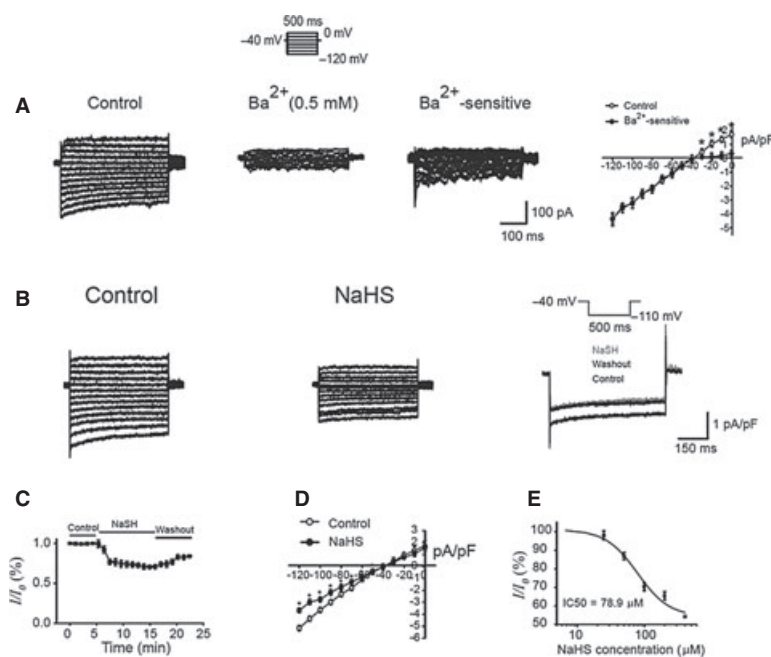 500 ms
−40 mV
0 mV
−120 mV
A
Control
Ba2+ (0.5 mM)
Ba2+-sensitive
100 pA
100 ms
Control
Ba2+-sensitive
pA/pF
-120 -100 -80 -60 -40 -20 0
* * * *
2
1
-1
-2
-3
-4
-5
B
Control
NaHS
−40 mV
−110 mV
500 ms
NaSH
Washout
Control
1 pA/pF
150 ms
C
Control NaSH Washout
I/I0 (%)
1.0
0.5
0.0
0 5 10 15 20 25
Time (min)
D
Control
NaHS
pA/pF
-120 -100 -80 -60 -40 -20 0
3
2
1
-1
-2
-3
-4
-5
-6
E
I/I0 (%)
100
90
80
70
60
50
IC50 = 78.9 µM
10 100
NaHS concentration (µM)